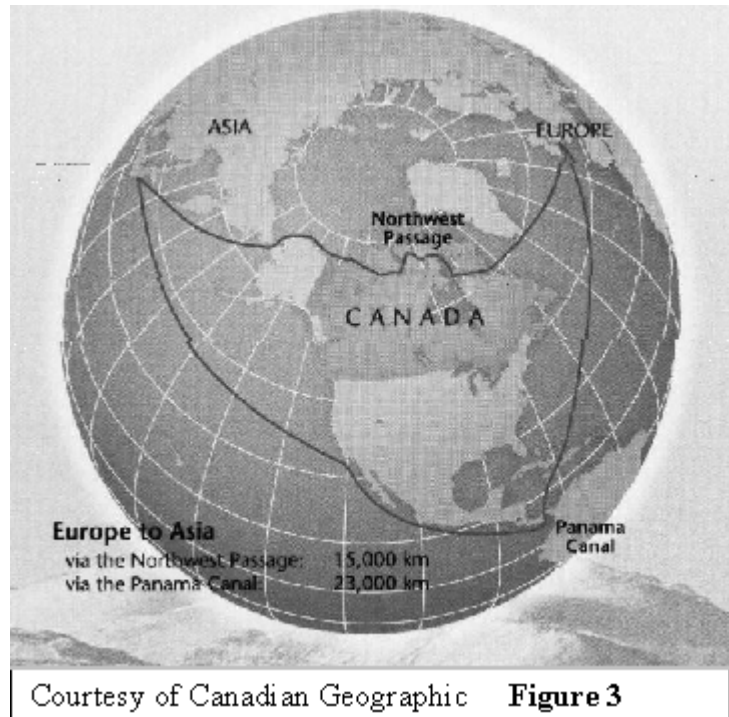 ASIA
EUROPE
Northwest
Passage
CANADA
Panama
Canal
Europe to Asia
via the Northwest Passage: 15,000 km
via the Panama Canal: 23,000 km
Courtesy of Canadian Geographic Figure 3